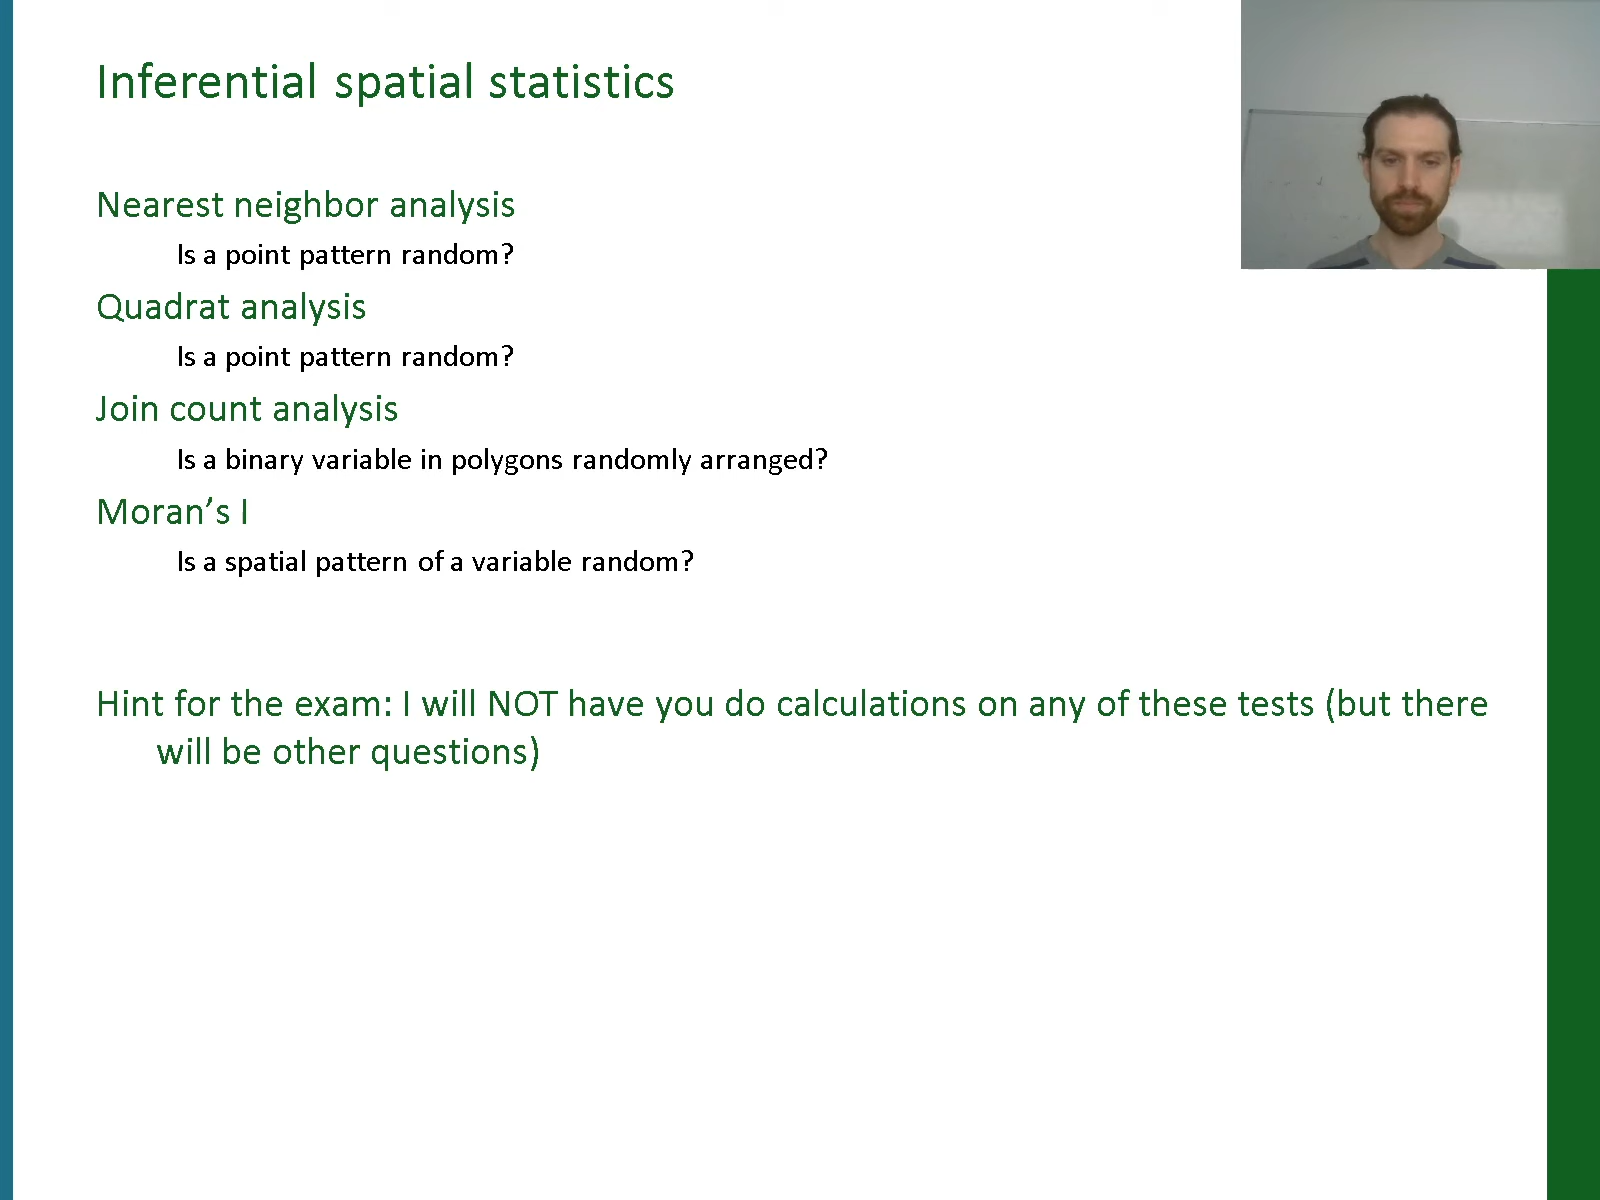 Inferential spatial statistics
Nearest neighbor analysis
Is a point pattern random?
Quadrat analysis
Is a point pattern random?
Join count analysis
Is a binary variable in polygons randomly arranged?
Moran’s I
Is a spatial pattern of a variable random?
Hint for the exam: I will NOT have you do calculations on any of these tests (but there
will be other questions)